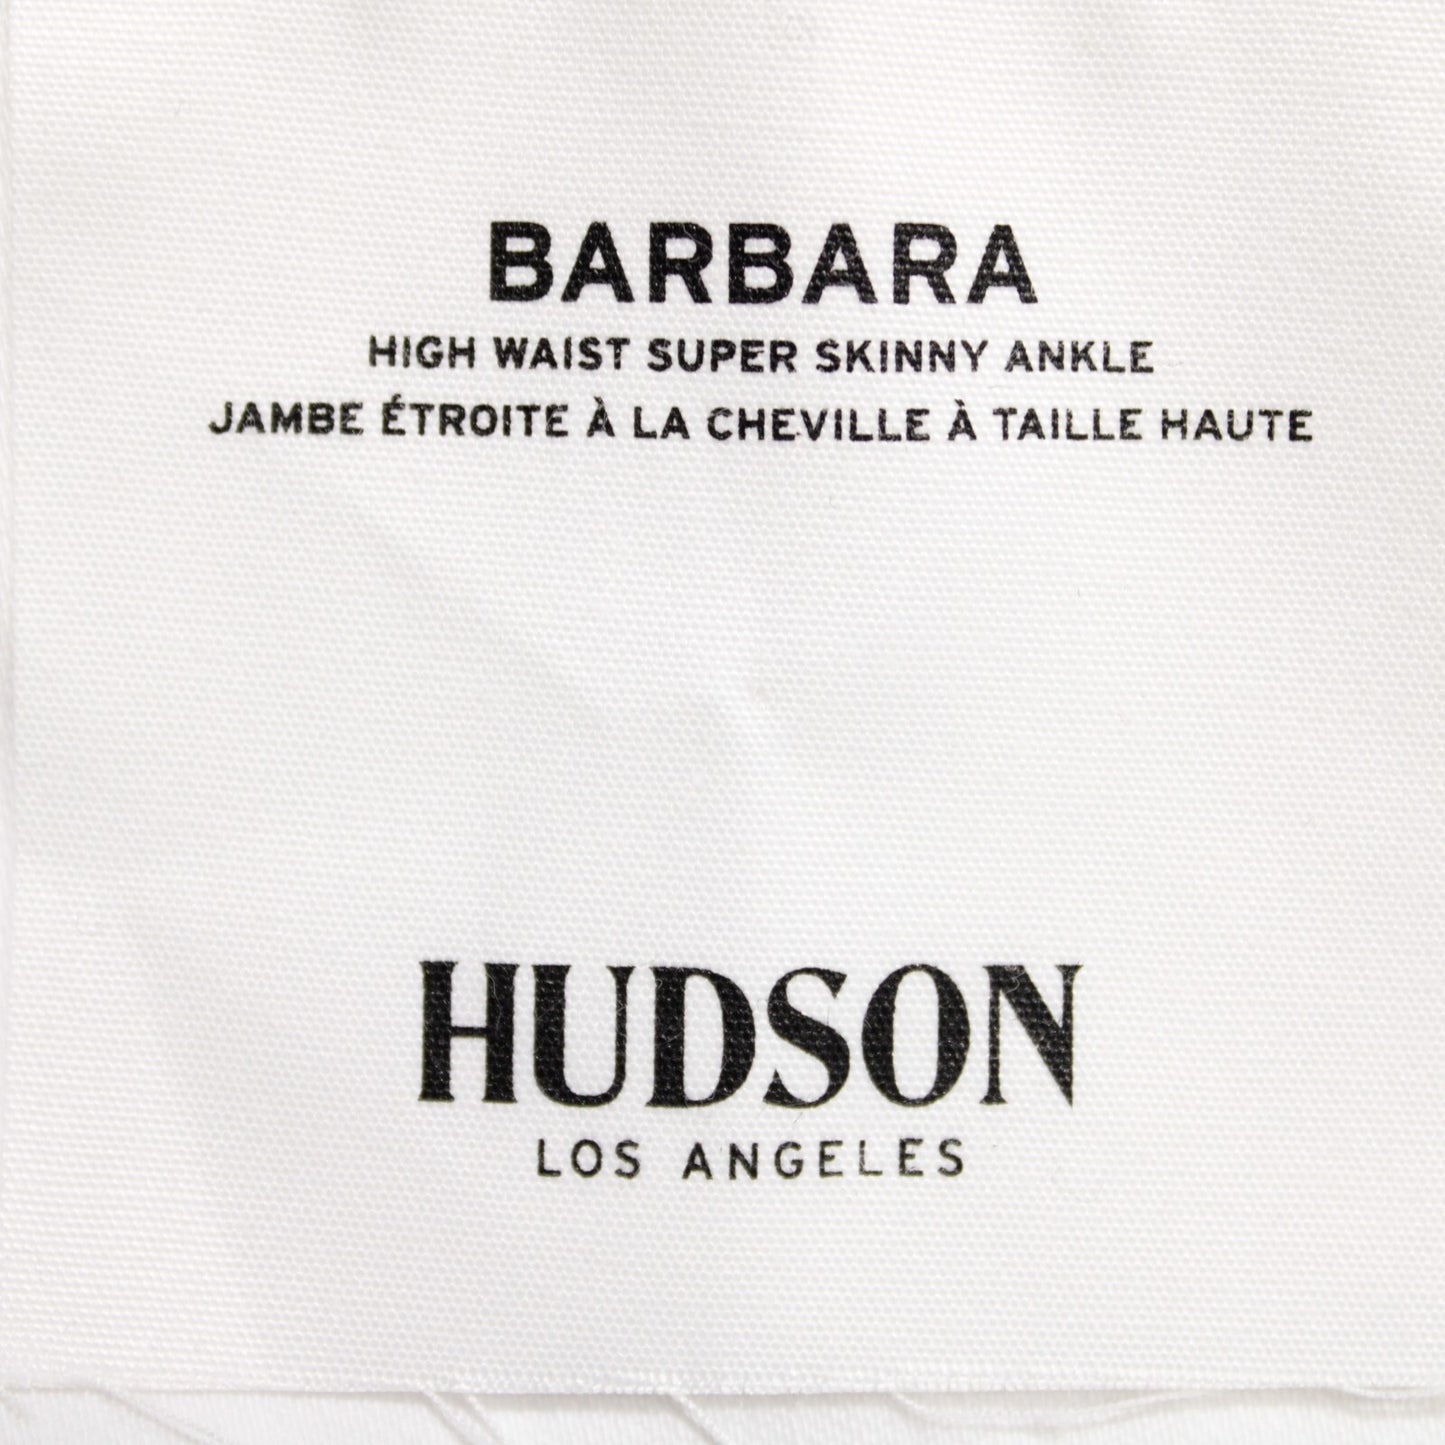 BARBARA
HIGH WAIST SUPER SKINNY ANKLE
JAMBE ÉTROITE À LA CHEVILLE À TAILLE HAUTE
HUDSON
LOS ANGELES